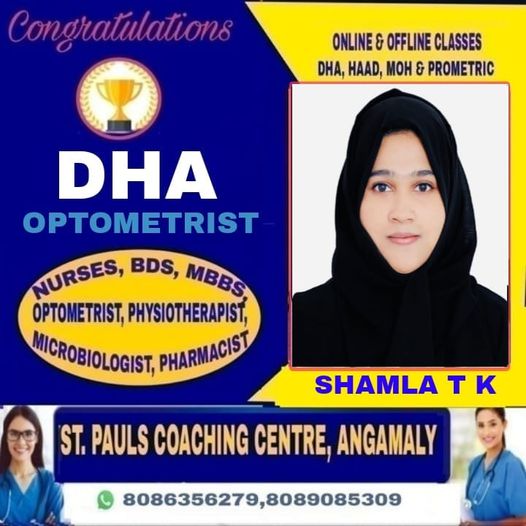 Congratulations
ONLINE & OFFLINE CLASSES
DHA, HAAD, MOH & PROMETRIC
DHA
OPTOMETRIST
NURSES, BDS, MBBS,
OPTOMETRIST, PHYSIOTHERAPIST,
MICROBIOLOGIST, PHARMACIST
SHAMLA T K
ST. PAULS COACHING CENTRE, ANGAMALY
8086356279,8089085309